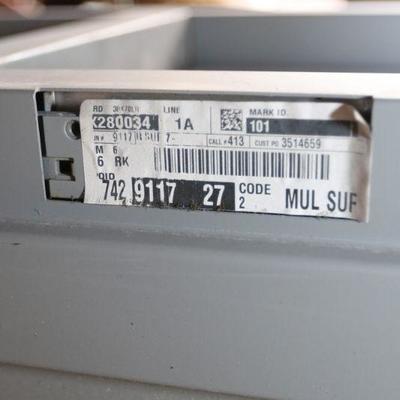 RD LINE MARK ID.
K280034 1A 101
9117 CALL# 413 CUST PO 3514659
M 6
6 RK
742 9117 27 CODE 2 MUL SUF